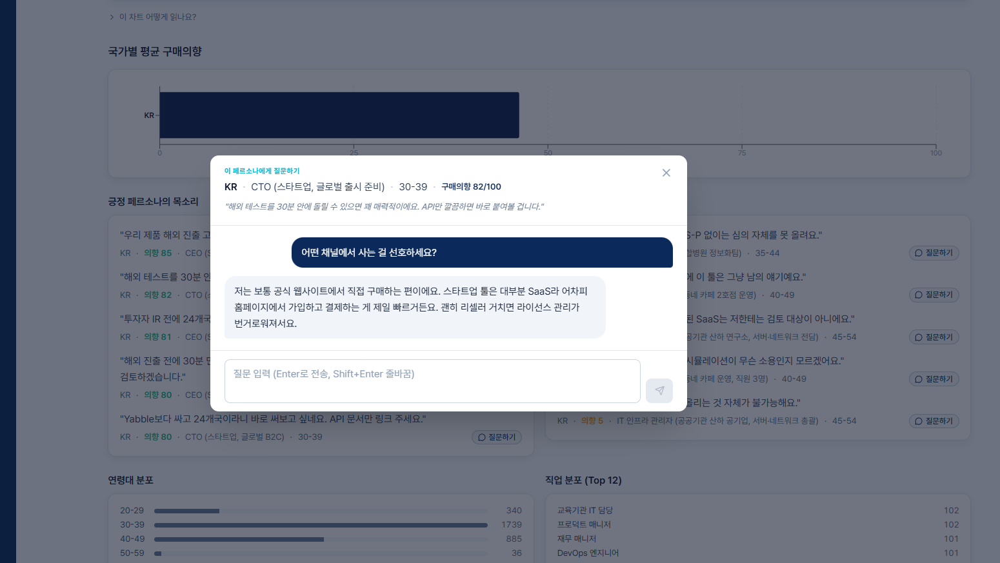 이 차트 어떻게 읽나요?
국가별 평균 구매의향
KR
0 25 50 75 100
이 페르소나에게 질문하기
KR · CTO (스타트업, 글로벌 출시 준비) · 30-39 · 구매의향 82/100
"해외 테스트를 30분 안에 돌릴 수 있으면 꽤 매력적이에요. API만 깔끔하면 바로 붙여볼 겁니다."
어떤 채널에서 사는 걸 선호하세요?
저는 보통 공식 웹사이트에서 직접 구매하는 편이에요. 스타트업 툴은 대부분 SaaS라 어차피
홈페이지에서 가입하고 결제하는 게 제일 빠르거든요. 괜히 리셀러 거치면 라이선스 관리가
번거로워져서요.
질문 입력 (Enter로 전송, Shift+Enter 줄바꿈)
긍정 페르소나의 목소리
"우리 제품 해외 진출
KR · 의향 85 · CEO
"해외 테스트를 30분
KR · 의향 82 · CTO
"투자자 IR 전에 24개국
KR · 의향 81 · CEO
"해외 진출 전에 30분
검토하겠습니다."
KR · 의향 80 · CEO
"Yabble보다 싸고 24개국이라니 바로 써보고 싶네요. API 문서만 링크 주세요."
KR · 의향 80 · CTO (스타트업, 글로벌 B2C) · 30-39 질문하기
S-P 없이는 심의 자체를 못 올려요."
합병원 정보화팀) · 35-44 질문하기
에 이 툴은 그냥 남의 얘기예요."
동네 카페 2호점 운영) · 40-49 질문하기
된 SaaS는 저한테는 검토 대상이 아니에요."
공기관 산하 연구소, 서버·네트워크 전담) · 45-54 질문하기
시뮬레이션이 무슨 소용인지 모르겠어요."
동네 카페 운영, 직원 3명) · 40-49 질문하기
올리는 것 자체가 불가능해요."
KR · 의향 5 · IT 인프라 관리자 (공공기관 산하 공기업, 서버·네트워크 총괄) · 45-54 질문하기
연령대 분포
20-29 340
30-39 1739
40-49 885
50-59 36
직업 분포 (Top 12)
교육기관 IT 담당 102
프로덕트 매니저 102
재무 매니저 101
DevOps 엔지니어 101